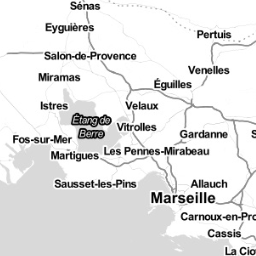 Sénas
Eyguières
Pertuis
Salon-de-Provence
Venelles
Miramas
Éguilles
Istres
Velaux
Étang de
Berre
Vitrolles
Gardanne
Fos-sur-Mer
Martigues
Les Pennes-Mirabeau
Sausset-les-Pins
Allauch
Marseille
Carnoux-en-Pro
Cassis
La Cio